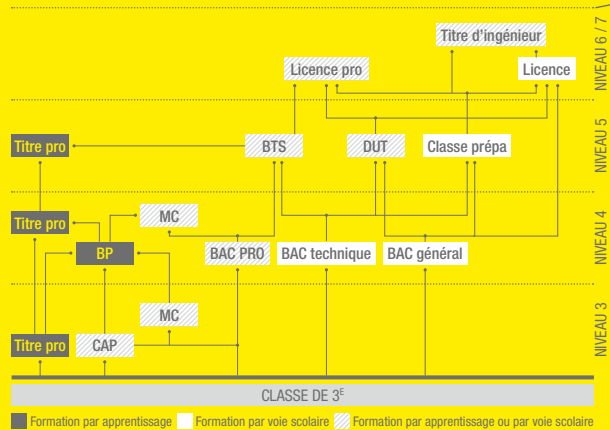 Titre d'ingénieur
Licence pro
Licence
NIVEAU 6 / 7
Titre pro
BTS
DUT
Classe prépa
NIVEAU 5
MC
Titre pro
BP
BAC PRO
BAC technique
BAC général
NIVEAU 4
MC
Titre pro
CAP
NIVEAU 3
CLASSE DE 3E
Formation par apprentissage
Formation par voie scolaire
Formation par apprentissage ou par voie scolaire